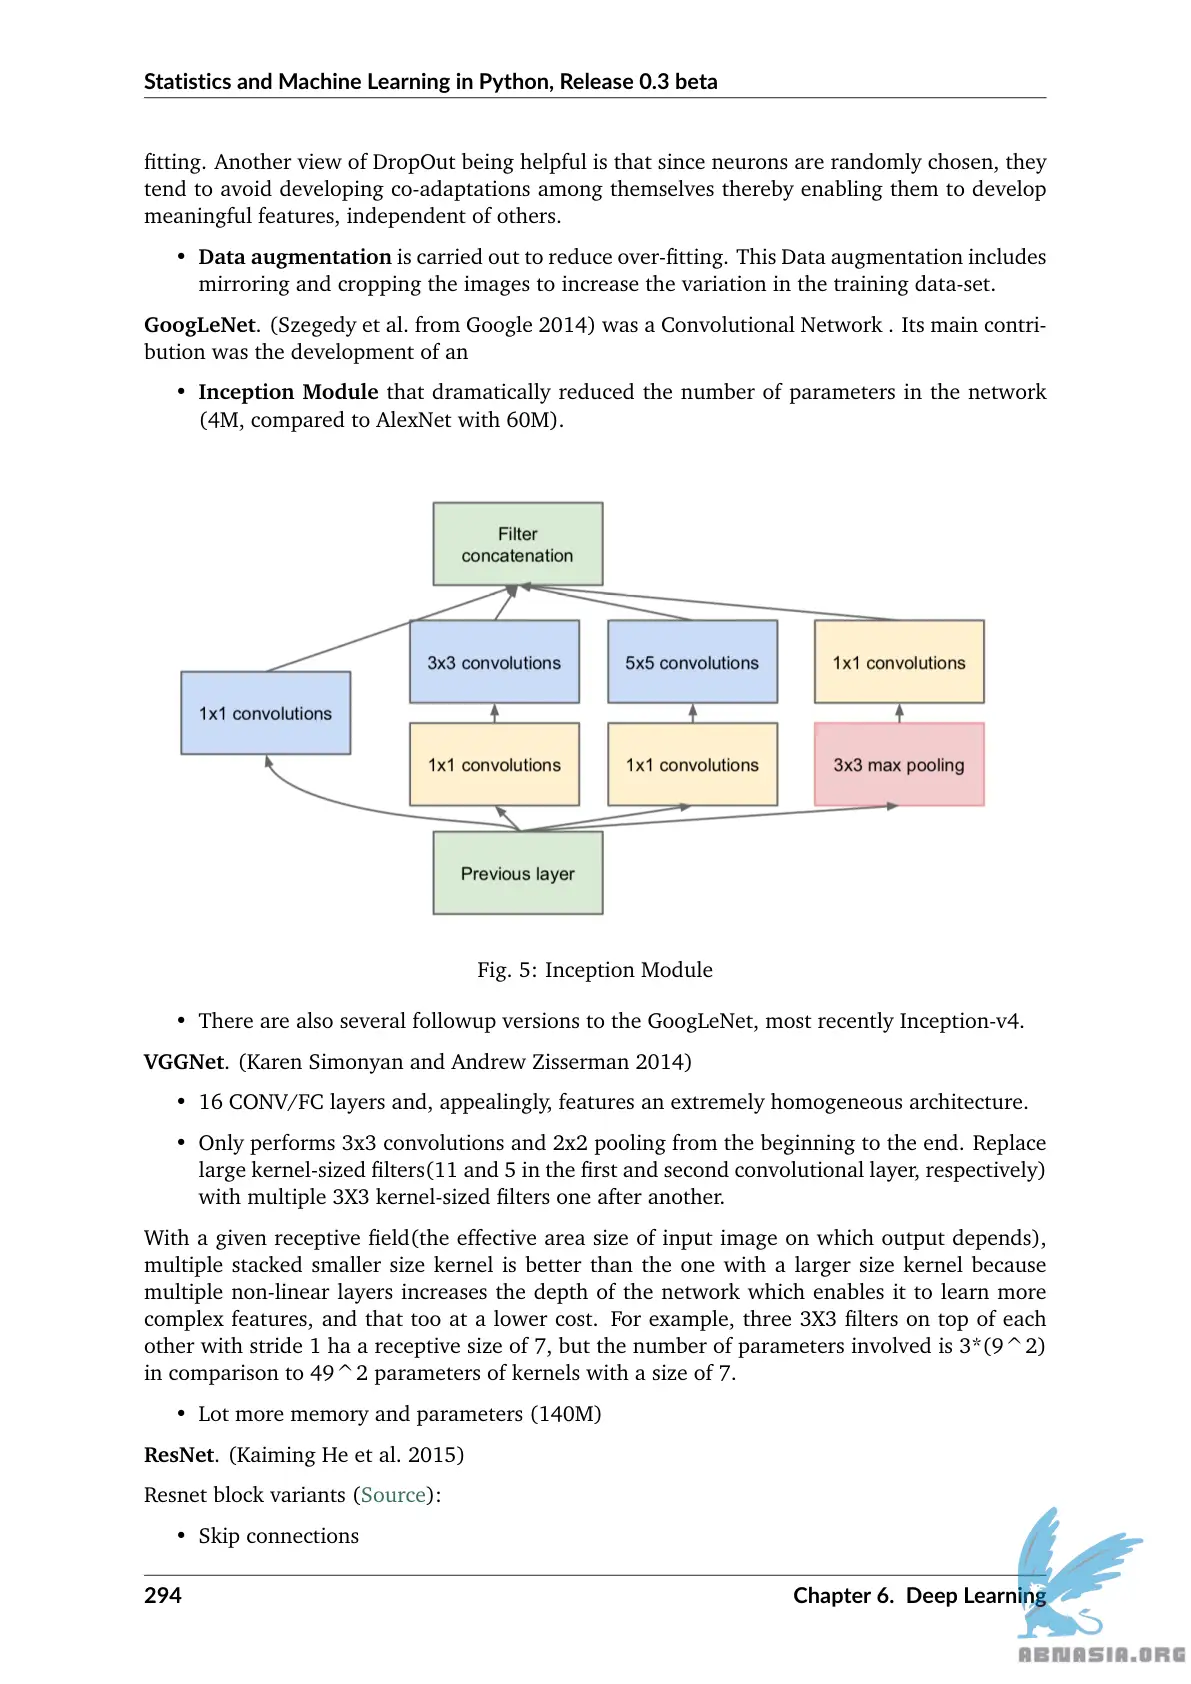 Statistics and Machine Learning in Python, Release 0.3 beta
fitting. Another view of DropOut being helpful is that since neurons are randomly chosen, they
tend to avoid developing co-adaptations among themselves thereby enabling them to develop
meaningful features, independent of others.
• Data augmentation is carried out to reduce over-fitting. This Data augmentation includes
mirroring and cropping the images to increase the variation in the training data-set.
GoogLeNet. (Szegedy et al. from Google 2014) was a Convolutional Network . Its main contri-
bution was the development of an
• Inception Module that dramatically reduced the number of parameters in the network
(4M, compared to AlexNet with 60M).
Filter
concatenation
3x3 convolutions
5x5 convolutions
1x1 convolutions
1x1 convolutions
1x1 convolutions
1x1 convolutions
3x3 max pooling
Previous layer
Fig. 5: Inception Module
• There are also several followup versions to the GoogLeNet, most recently Inception-v4.
VGGNet. (Karen Simonyan and Andrew Zisserman 2014)
• 16 CONV/FC layers and, appealingly, features an extremely homogeneous architecture.
• Only performs 3x3 convolutions and 2x2 pooling from the beginning to the end. Replace
large kernel-sized filters(11 and 5 in the first and second convolutional layer, respectively)
with multiple 3X3 kernel-sized filters one after another.
With a given receptive field(the effective area size of input image on which output depends),
multiple stacked smaller size kernel is better than the one with a larger size kernel because
multiple non-linear layers increases the depth of the network which enables it to learn more
complex features, and that too at a lower cost. For example, three 3X3 filters on top of each
other with stride 1 ha a receptive size of 7, but the number of parameters involved is 3*(9^2)
in comparison to 49^2 parameters of kernels with a size of 7.
• Lot more memory and parameters (140M)
ResNet. (Kaiming He et al. 2015)
Resnet block variants (Source):
• Skip connections
294
Chapter 6. Deep Learning
ABNASIA.ORG